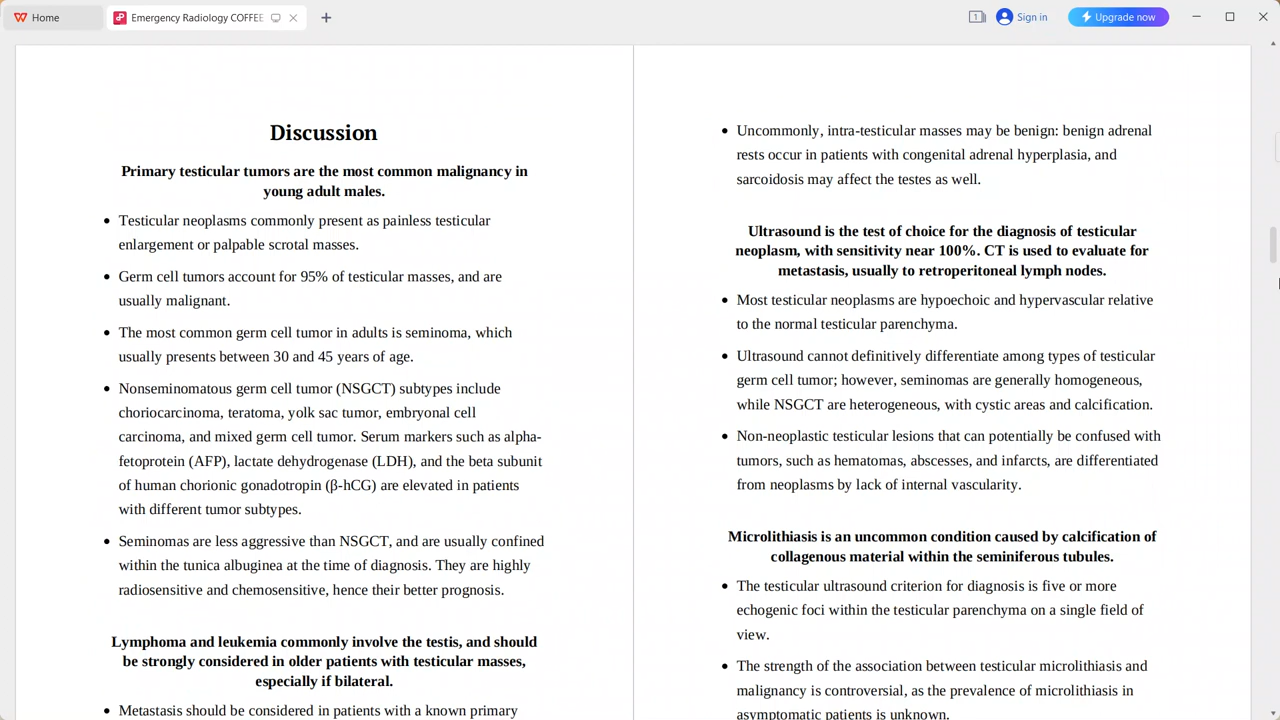 Home
Emergency Radiology COFFEE
1
Sign in
Upgrade now
Discussion
Primary testicular tumors are the most common malignancy in
young adult males.
• Testicular neoplasms commonly present as painless testicular
enlargement or palpable scrotal masses.
• Germ cell tumors account for 95% of testicular masses, and are
usually malignant.
• The most common germ cell tumor in adults is seminoma, which
usually presents between 30 and 45 years of age.
• Nonseminomatous germ cell tumor (NSGCT) subtypes include
choriocarcinoma, teratoma, yolk sac tumor, embryonal cell
carcinoma, and mixed germ cell tumor. Serum markers such as alpha-
fetoprotein (AFP), lactate dehydrogenase (LDH), and the beta subunit
of human chorionic gonadotropin (β-hCG) are elevated in patients
with different tumor subtypes.
• Seminomas are less aggressive than NSGCT, and are usually confined
within the tunica albuginea at the time of diagnosis. They are highly
radiosensitive and chemosensitive, hence their better prognosis.
Lymphoma and leukemia commonly involve the testis, and should
be strongly considered in older patients with testicular masses,
especially if bilateral.
• Metastasis should be considered in patients with a known primary
• Uncommonly, intra-testicular masses may be benign: benign adrenal
rests occur in patients with congenital adrenal hyperplasia, and
sarcoidosis may affect the testes as well.
Ultrasound is the test of choice for the diagnosis of testicular
neoplasm, with sensitivity near 100%. CT is used to evaluate for
metastasis, usually to retroperitoneal lymph nodes.
• Most testicular neoplasms are hypoechoic and hypervascular relative
to the normal testicular parenchyma.
• Ultrasound cannot definitively differentiate among types of testicular
germ cell tumor; however, seminomas are generally homogeneous,
while NSGCT are heterogeneous, with cystic areas and calcification.
• Non-neoplastic testicular lesions that can potentially be confused with
tumors, such as hematomas, abscesses, and infarcts, are differentiated
from neoplasms by lack of internal vascularity.
Microlithiasis is an uncommon condition caused by calcification of
collagenous material within the seminiferous tubules.
• The testicular ultrasound criterion for diagnosis is five or more
echogenic foci within the testicular parenchyma on a single field of
view.
• The strength of the association between testicular microlithiasis and
malignancy is controversial, as the prevalence of microlithiasis in
asymptomatic patients is unknown.